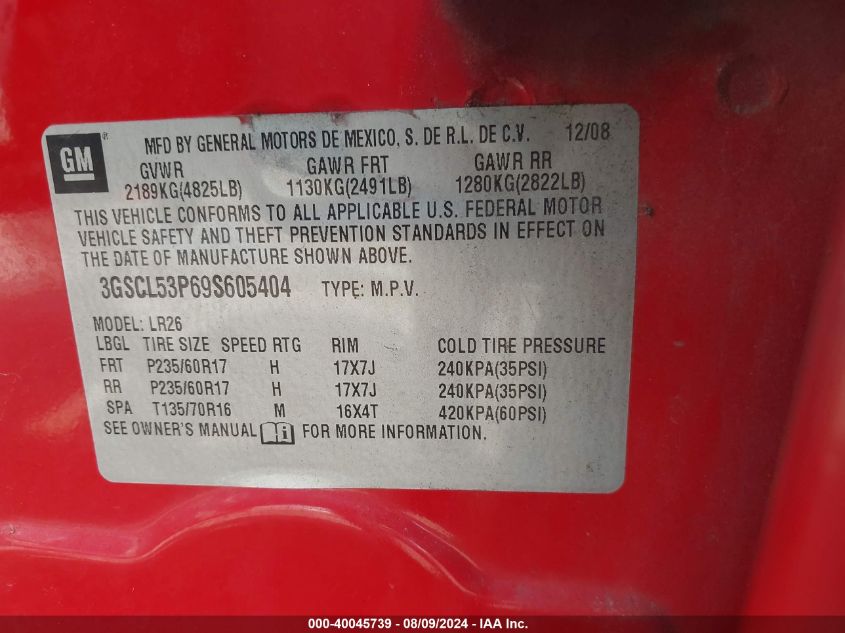 GM
®
MFD BY GENERAL MOTORS DE MEXICO, S. DE R.L. DE C.V. 12/08
GVWR GAWR FRT GAWR RR
2189KG(4825LB) 1130KG(2491LB) 1280KG(2822LB)
THIS VEHICLE CONFORMS TO ALL APPLICABLE U.S. FEDERAL MOTOR
VEHICLE SAFETY AND THEFT PREVENTION STANDARDS IN EFFECT ON
THE DATE OF MANUFACTURE SHOWN ABOVE.
3GSCL53P69S605404 TYPE: M.P.V.
MODEL: LR26
LBGL TIRE SIZE SPEED RTG RIM COLD TIRE PRESSURE
FRT P235/60R17 H 17X7J 240KPA(35PSI)
RR P235/60R17 H 17X7J 240KPA(35PSI)
SPA T135/70R16 M 16X4T 420KPA(60PSI)
SEE OWNER'S MANUAL i FOR MORE INFORMATION.
000-40045739 - 08/09/2024 - IAA Inc.